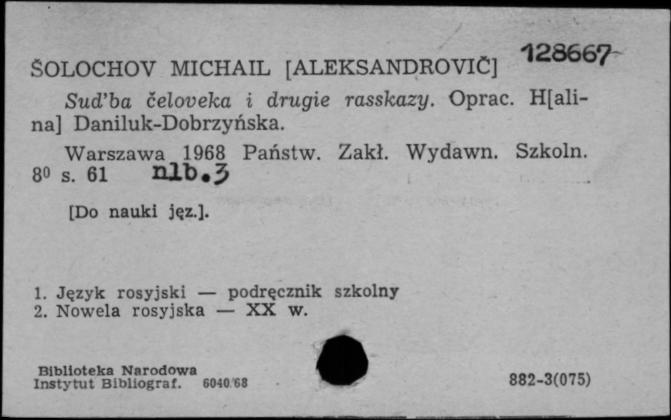 128667
ŠOLOCHOV MICHAIL [ALEKSANDROVIČ]
Sud'ba čeloveka i drugie rasskazy. Oprac. H[ali-
na] Daniluk-Dobrzyńska.
Warszawa 1968 Państw. Zakł. Wydawn. Szkoln.
8⁰ s. 61 nlb.3
[Do nauki jęz.].
1. Język rosyjski — podręcznik szkolny
2. Nowela rosyjska — XX w.
Biblioteka Narodowa
Instytut Bibliograf. 6040/68
882-3(075)